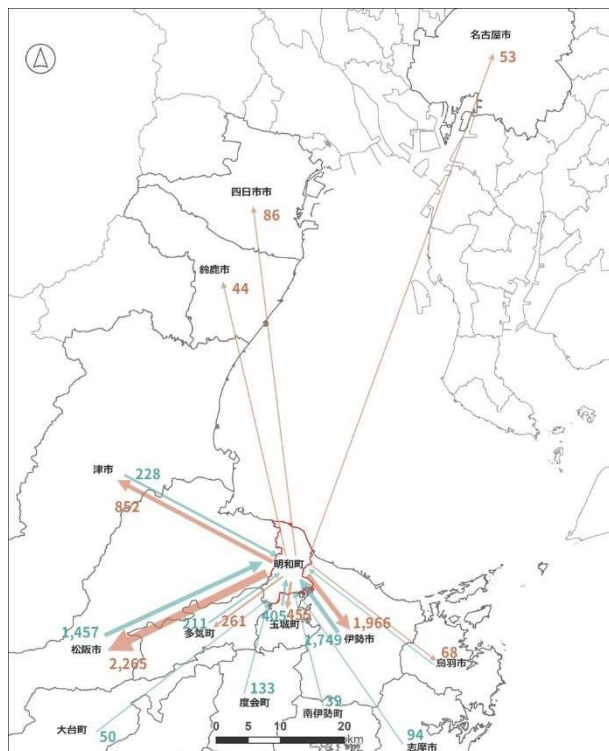 名古屋市
53
四日市市
86
鈴鹿市
44
津市
228
852
明和町
1,457
松阪市
2,265
211
多気町
261
405
455
玉城町
1,749
1,966
伊勢市
68
鳥羽市
133
度会町
39
南伊勢町
大台町
50
94
志摩市
0 5 10 20
km